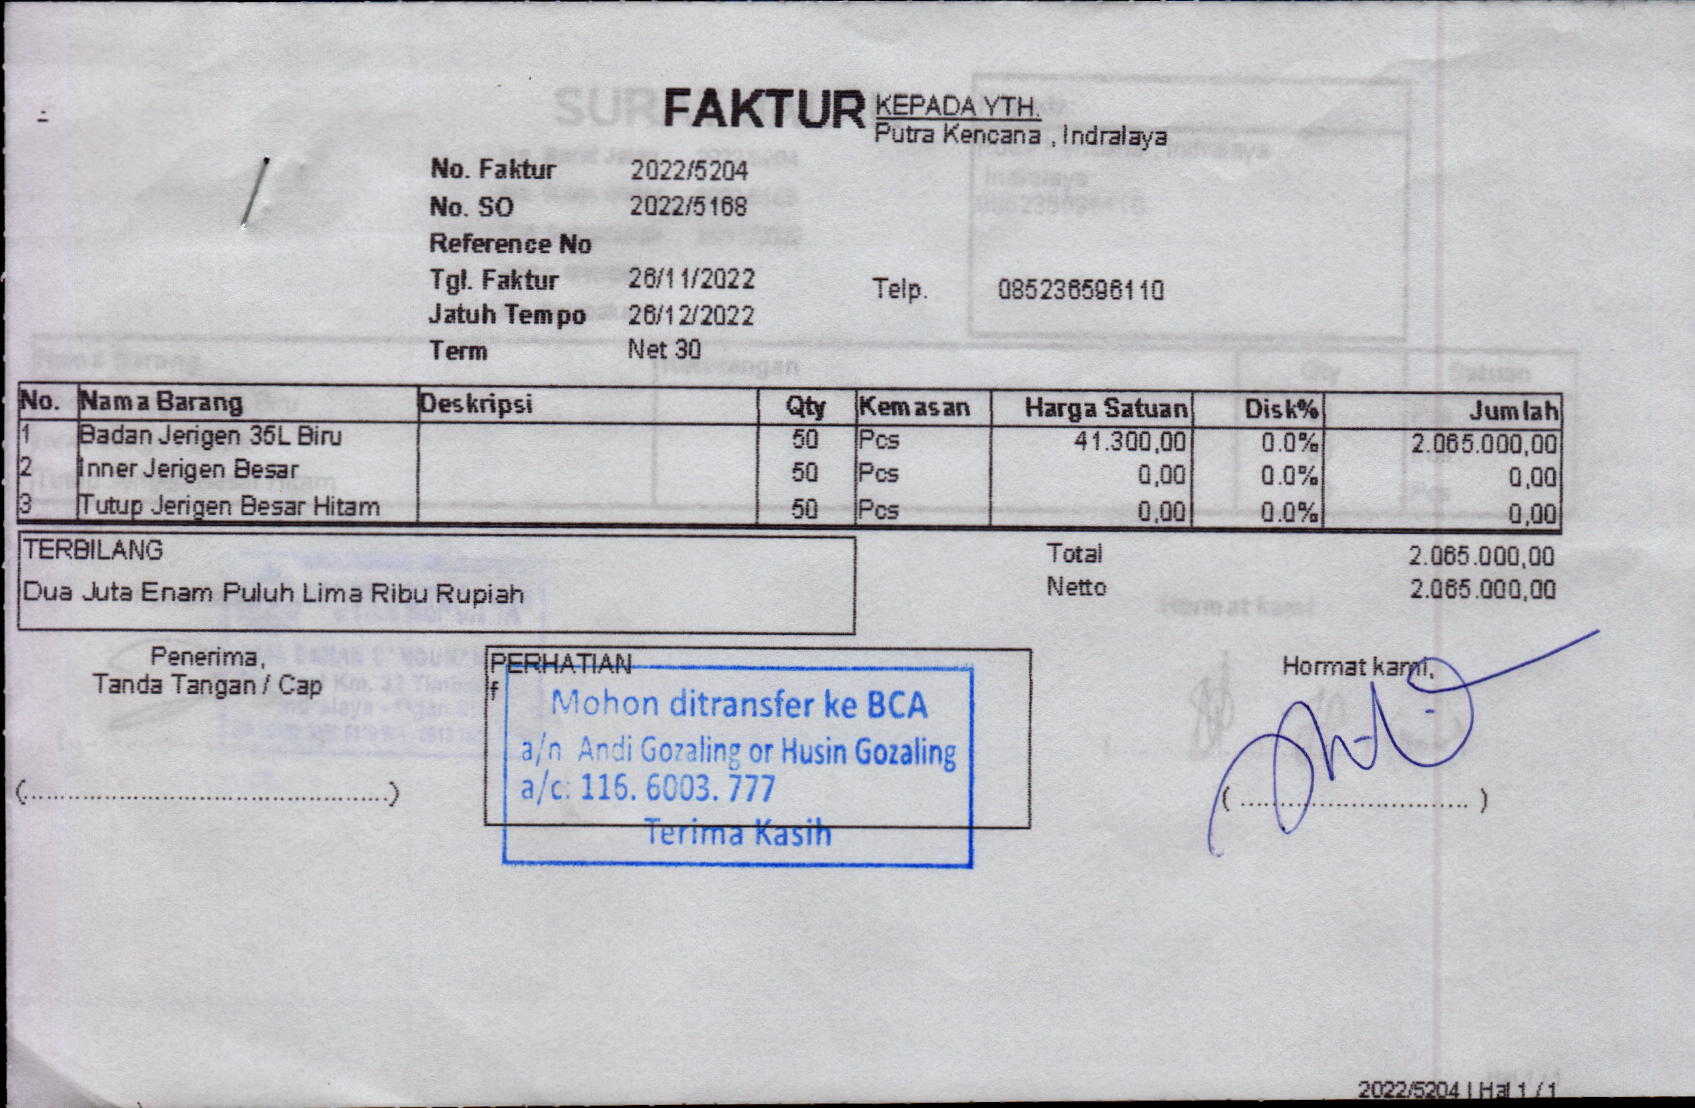 FAKTUR
KEPADA YTH.
Putra Kencana , Indralaya
No. Faktur 2022/5204
No. SO 2022/5168
Reference No
Tgl. Faktur 26/11/2022
Telp. 085236596110
Jatuh Tempo 26/12/2022
Term Net 30
No. Nama Barang Deskripsi Qty Kemasan Harga Satuan Disk% Jumlah
1 Badan Jerigen 35L Biru 50 Pcs 41.300,00 0.0% 2.065.000,00
2 Inner Jerigen Besar 50 Pcs 0,00 0.0% 0,00
3 Tutup Jerigen Besar Hitam 50 Pcs 0,00 0.0% 0,00
TERBILANG
Dua Juta Enam Puluh Lima Ribu Rupiah
Total 2.065.000,00
Netto 2.065.000,00
Penerima,
Tanda Tangan / Cap
(.................................................)
PERHATIAN
f
Mohon ditransfer ke BCA
a/n Andi Gozaling or Husin Gozaling
a/c: 116. 6003. 777
Terima Kasih
Hormat kami,
( .............................. )
2022/5204 | Hal 1 / 1